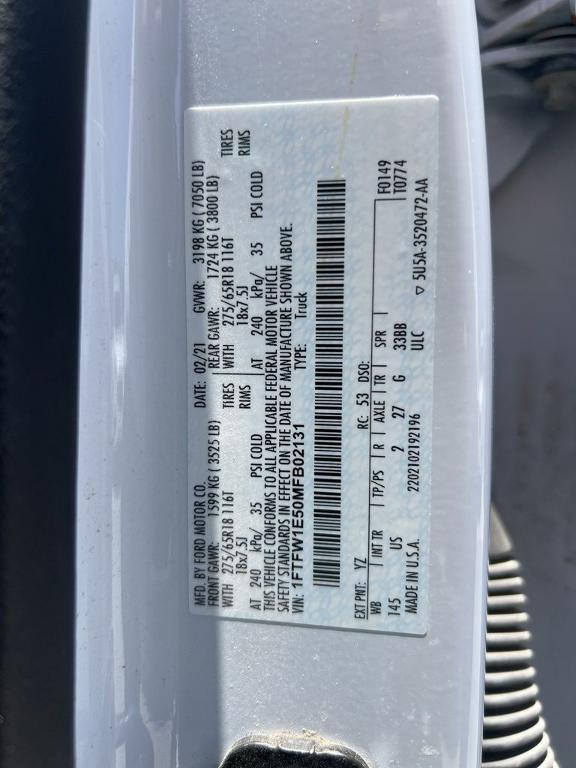 MFD. BY FORD MOTOR CO. DATE: 02/21 GVWR: 3198 KG ( 7050 LB)
FRONT GAWR: 1599 KG ( 3525 LB) REAR GAWR: 1724 KG ( 3800 LB)
WITH 275/65R18 116T TIRES WITH 275/65R18 116T TIRES
18x7.5J RIMS 18x7.5J RIMS
AT 240 kPa/ 35 PSI COLD AT 240 kPa/ 35 PSI COLD
THIS VEHICLE CONFORMS TO ALL APPLICABLE FEDERAL MOTOR VEHICLE
SAFETY STANDARDS IN EFFECT ON THE DATE OF MANUFACTURE SHOWN ABOVE.
VIN: 1FTFW1E50MFB02131 TYPE: Truck
EXT PNT: YZ RC: 53 DSO: F0149
WB INT TR TP/PS R AXLE TR SPR T0774
145 US 2 27 G 33BB
MADE IN U.S.A. 2202102192196 ULC ▽ 5U5A-3520472-AA